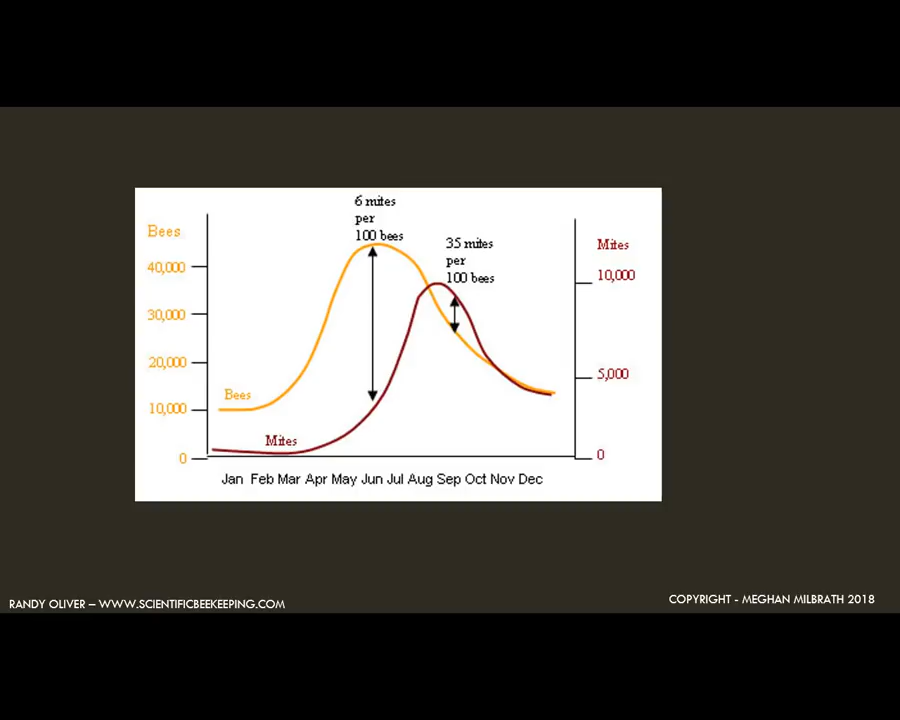 6 mites
per
100 bees
35 mites
per
100 bees
Bees
40,000
30,000
20,000
10,000
0
Mites
10,000
5,000
0
Bees
Mites
Jan Feb Mar Apr May Jun Jul Aug Sep Oct Nov Dec
RANDY OLIVER – WWW.SCIENTIFICBEEKEEPING.COM
COPYRIGHT - MEGHAN MILBRATH 2018